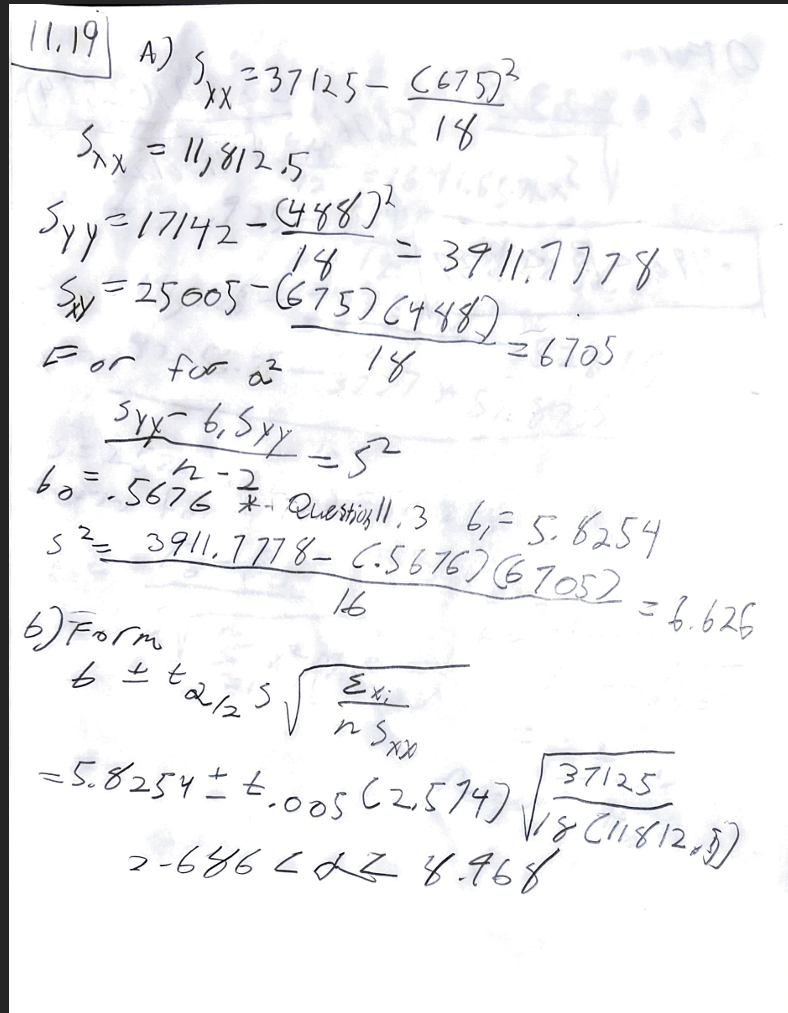 11.19 A) Sxx = 37125 - (675)²/18
Sxx = 11,812.5
Syy = 17142 - (488)²/18 = 3911.7778
Sxy = 25005 - (675)(488)/18 = 6705
For for σ²
(Syy - b, Sxy)/(n-2) = s²
b₀ = .5676 * Question 11.3 b₁ = 5.8254
s² = (3911.7778 - (.5676)(6705))/16 = 6.626
b) Form
b ± t α/2 s √(Σxi/(n Sxx))
= 5.8254 ± t.005 (2.574) √(37125/(18(11812.5)))
= -686 < α < 8.968